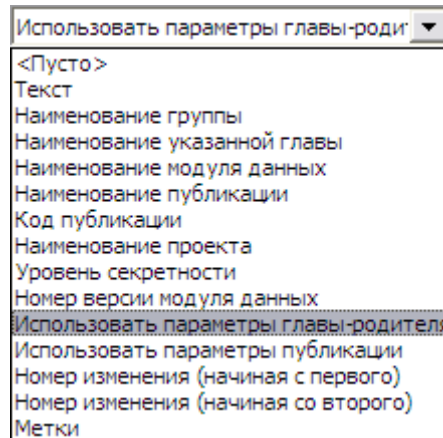 Использовать параметры главы-роди
<Пусто>
Текст
Наименование группы
Наименование указанной главы
Наименование модуля данных
Наименование публикации
Код публикации
Наименование проекта
Уровень секретности
Номер версии модуля данных
Использовать параметры главы-родителя
Использовать параметры публикации
Номер изменения (начиная с первого)
Номер изменения (начиная со второго)
Метки